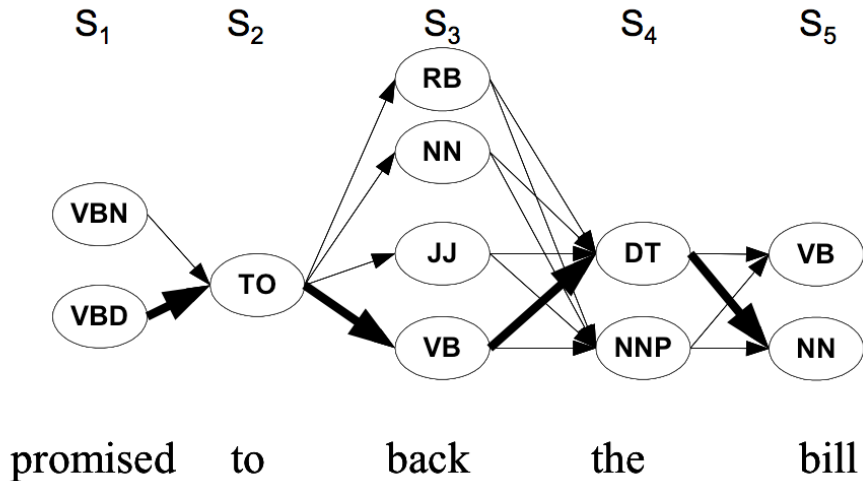 S₁ S₂ S₃ S₄ S₅
RB
NN
VBN
JJ DT VB
TO
VBD
VB NNP NN
promised to back the bill